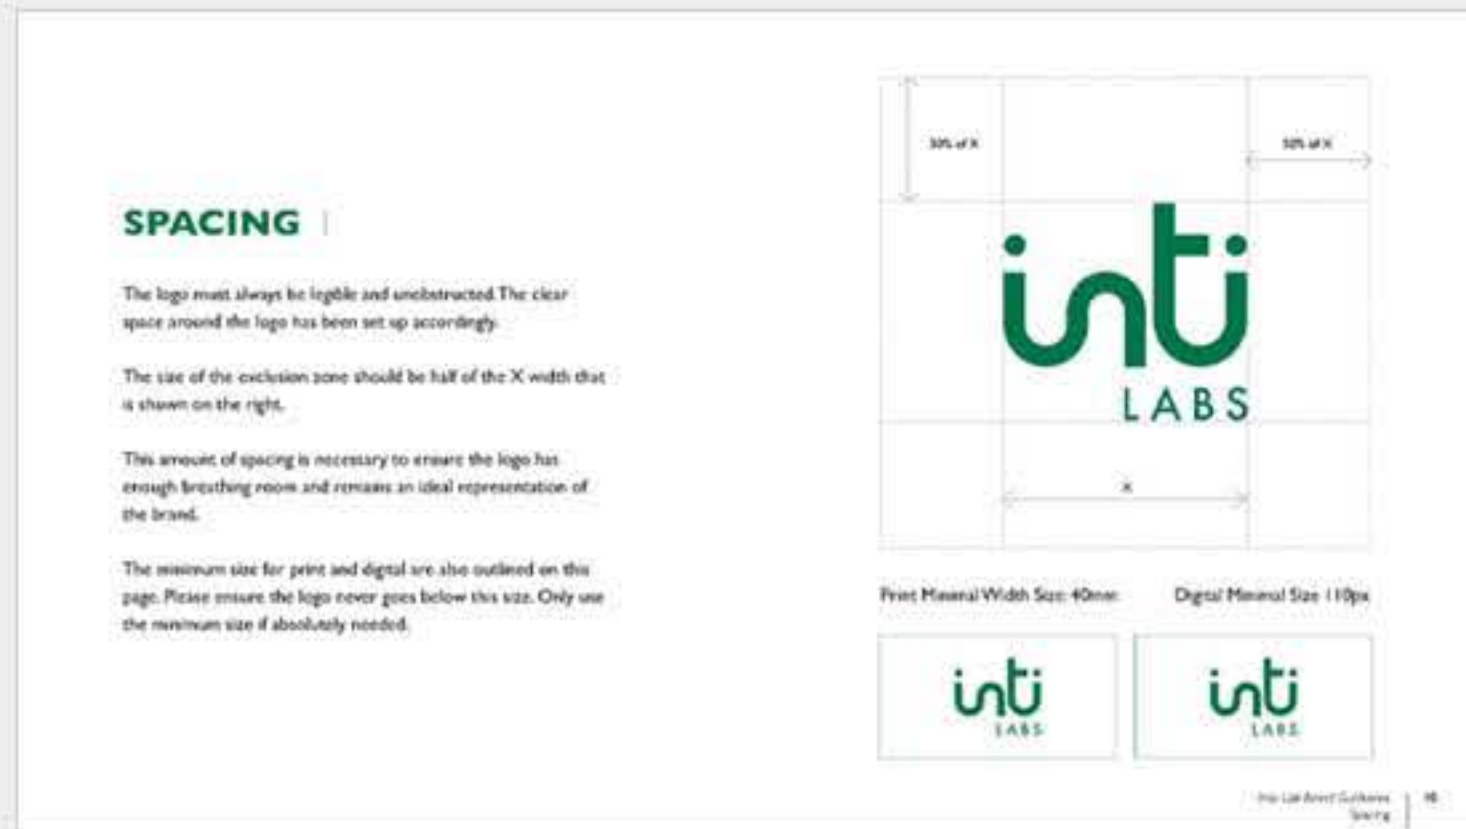 SPACING
The logo must always be legible and unobstructed. The clear
space around the logo has been set up accordingly.
The size of the exclusion zone should be half of the X width that
is shown on the right.
This amount of spacing is necessary to ensure the logo has
enough breathing room and remains an ideal representation of
the brand.
The minimum size for print and digital are also outlined on this
page. Please ensure the logo never goes below this size. Only use
the minimum size if absolutely needed.
50% of X
50% of X
inti
LABS
X
Print Minimal Width Size: 40mm
Digital Minimal Size 110px
inti
LABS
inti
LABS
Spacing